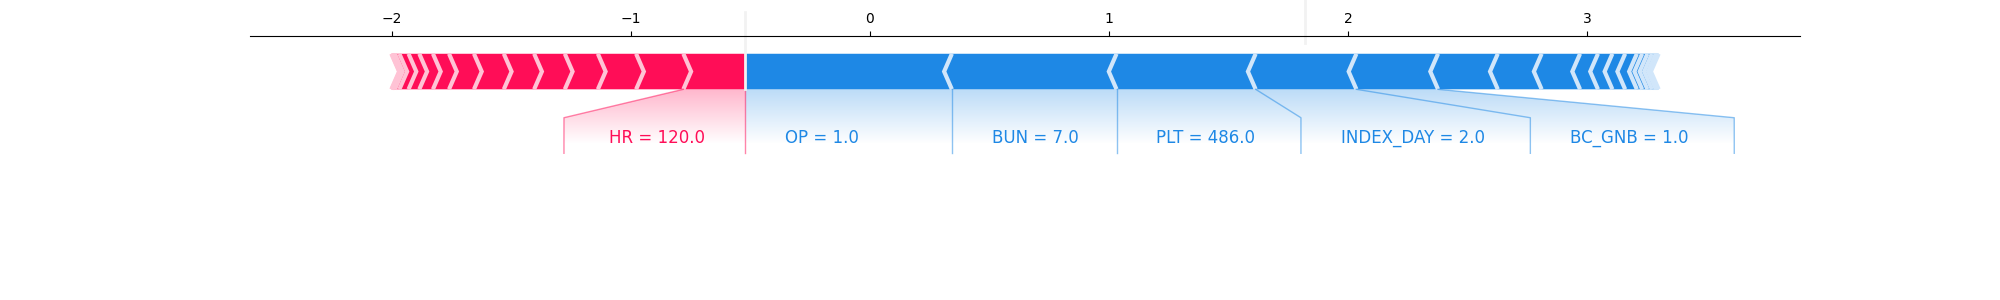 −2 −1 0 1 2 3
HR = 120.0 OP = 1.0 BUN = 7.0 PLT = 486.0 INDEX_DAY = 2.0 BC_GNB = 1.0